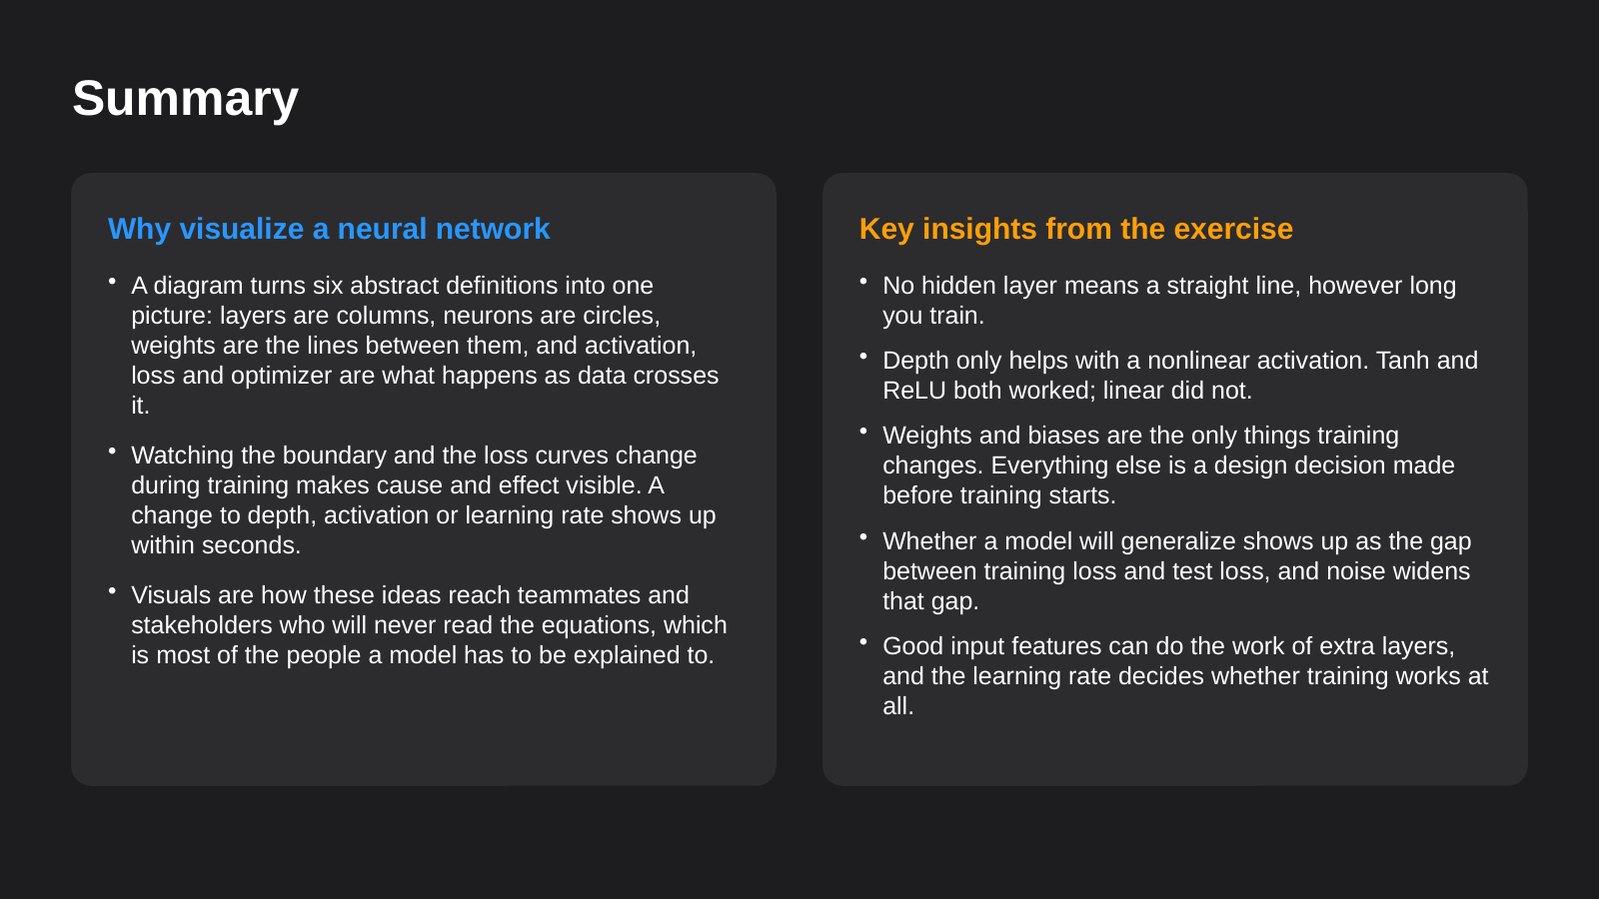 Summary
Why visualize a neural network
• A diagram turns six abstract definitions into one
picture: layers are columns, neurons are circles,
weights are the lines between them, and activation,
loss and optimizer are what happens as data crosses
it.
• Watching the boundary and the loss curves change
during training makes cause and effect visible. A
change to depth, activation or learning rate shows up
within seconds.
• Visuals are how these ideas reach teammates and
stakeholders who will never read the equations, which
is most of the people a model has to be explained to.
Key insights from the exercise
• No hidden layer means a straight line, however long
you train.
• Depth only helps with a nonlinear activation. Tanh and
ReLU both worked; linear did not.
• Weights and biases are the only things training
changes. Everything else is a design decision made
before training starts.
• Whether a model will generalize shows up as the gap
between training loss and test loss, and noise widens
that gap.
• Good input features can do the work of extra layers,
and the learning rate decides whether training works at
all.